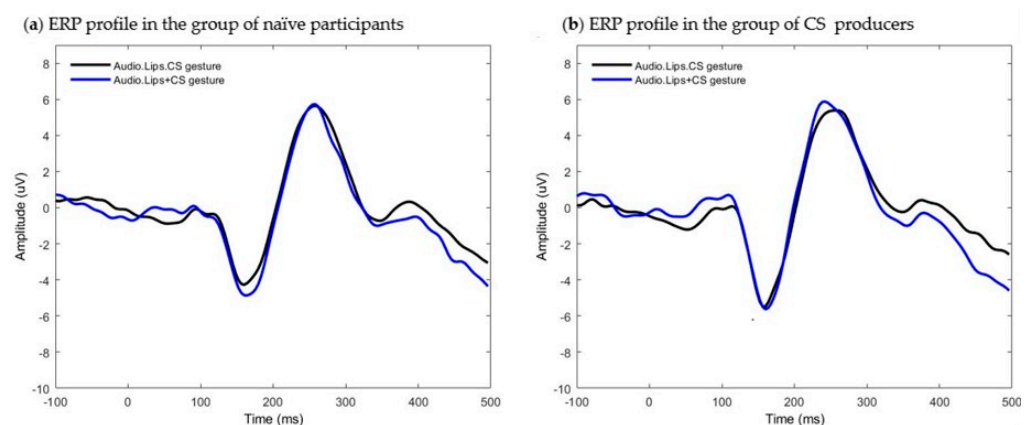 (a) ERP profile in the group of naïve participants
8
6
4
2
0
-2
-4
-6
-8
-10
Amplitude (uV)
Audio.Lips.CS gesture
Audio.Lips+CS gesture
-100 0 100 200 300 400 500
Time (ms)
(b) ERP profile in the group of CS producers
8
6
4
2
0
-2
-4
-6
-8
-10
Amplitude (uV)
Audio.Lips.CS gesture
Audio.Lips+CS gesture
-100 0 100 200 300 400 500
Time (ms)